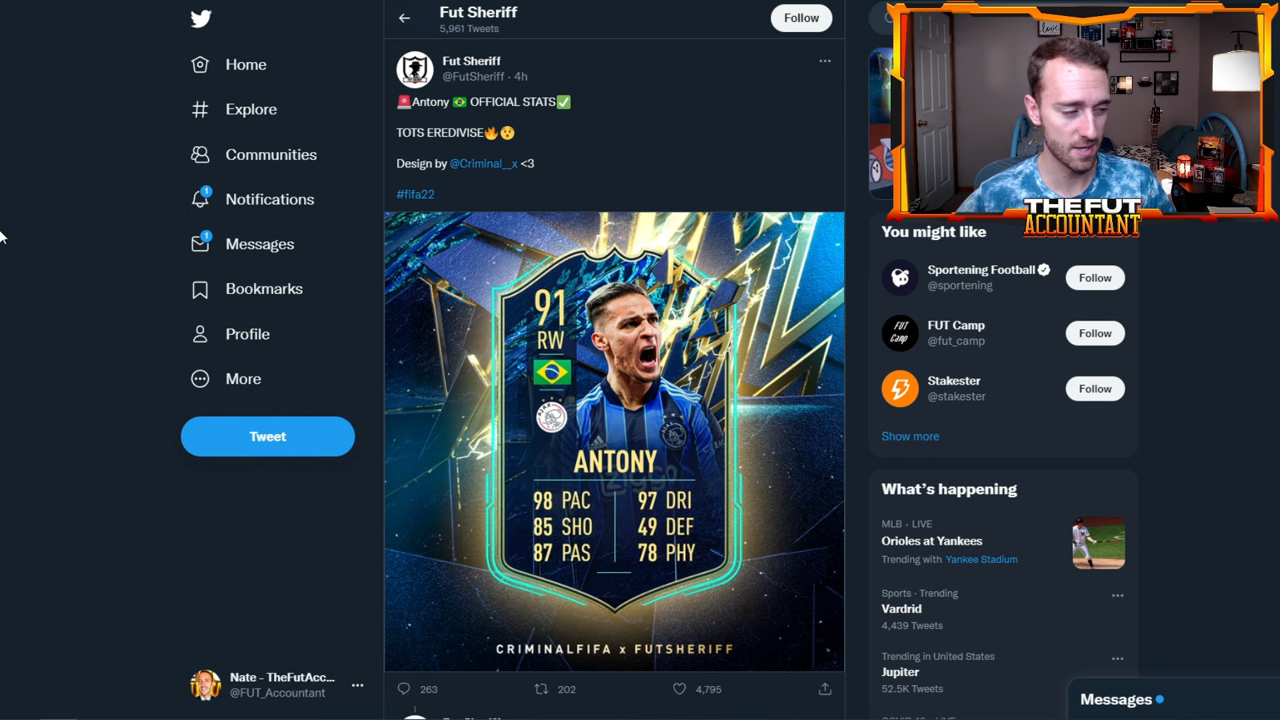 Fut Sheriff
5,961 Tweets
Follow
Home
Explore
Communities
1
Notifications
1
Messages
Bookmarks
Profile
More
Tweet
Nate - TheFutAcc...
@FUT_Accountant
Fut Sheriff
@FutSheriff · 4h
🚨Antony 🇧🇷 OFFICIAL STATS✅
TOTS EREDIVISE🔥😯
Design by @Criminal__x <3
#fifa22
91
RW
ziggo
ANTONY
98 PAC 97 DRI
85 SHO 49 DEF
87 PAS 78 PHY
CRIMINALFIFA x FUTSHERIFF
263
202
4,795
love
THE FUT
ACCOUNTANT
You might like
Sportening Football
@sportening
Follow
FUT Camp
@fut_camp
Follow
Stakester
@stakester
Follow
Show more
What's happening
MLB · LIVE
Orioles at Yankees
Trending with Yankee Stadium
Sports · Trending
Vardrid
4,439 Tweets
Trending in United States
Jupiter
52.5K Tweets
Messages